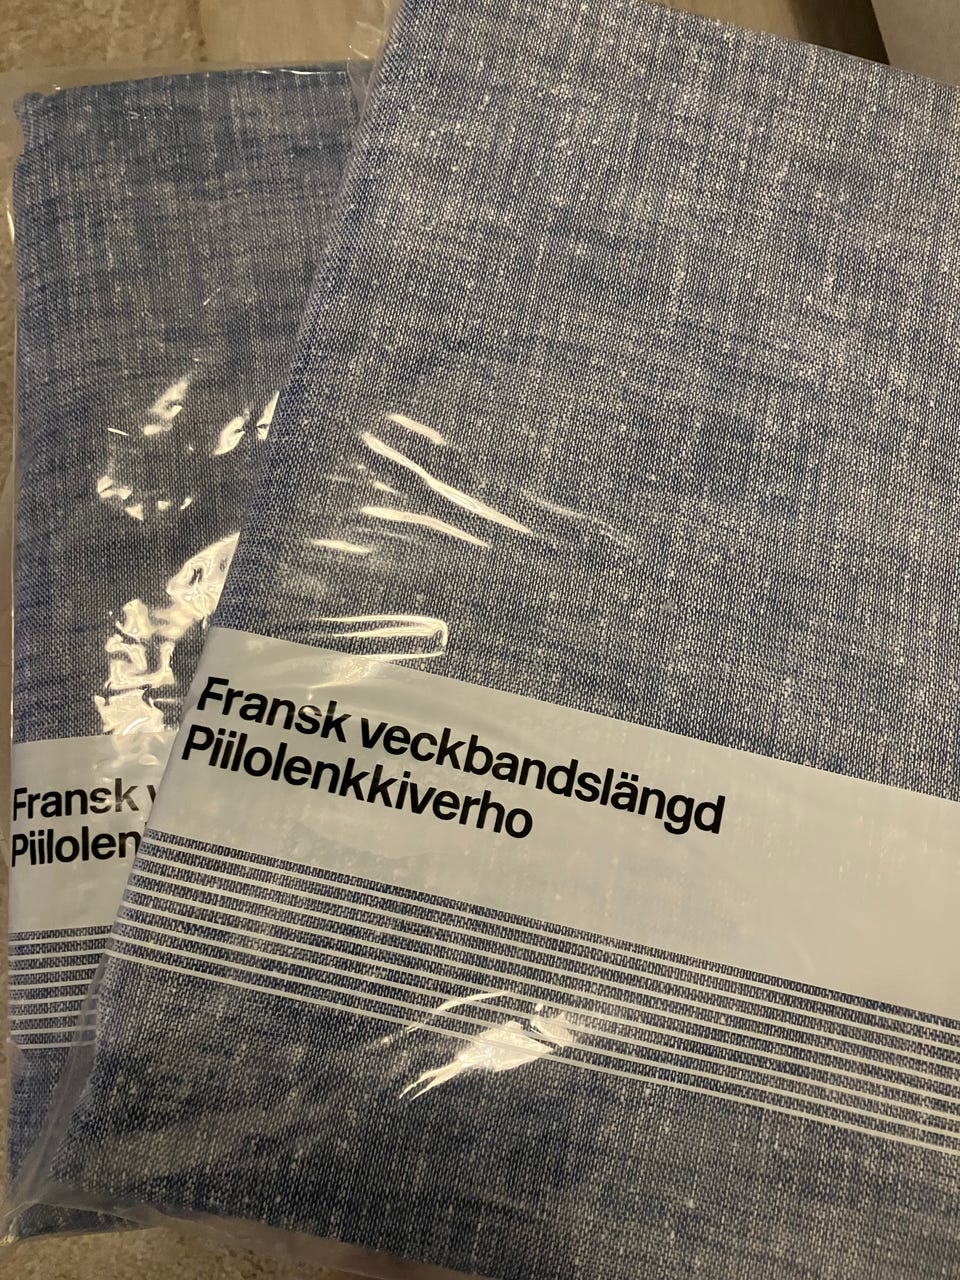 Fransk veckbandslängd
Piilolenkkiverho
Fransk v
Piilolen